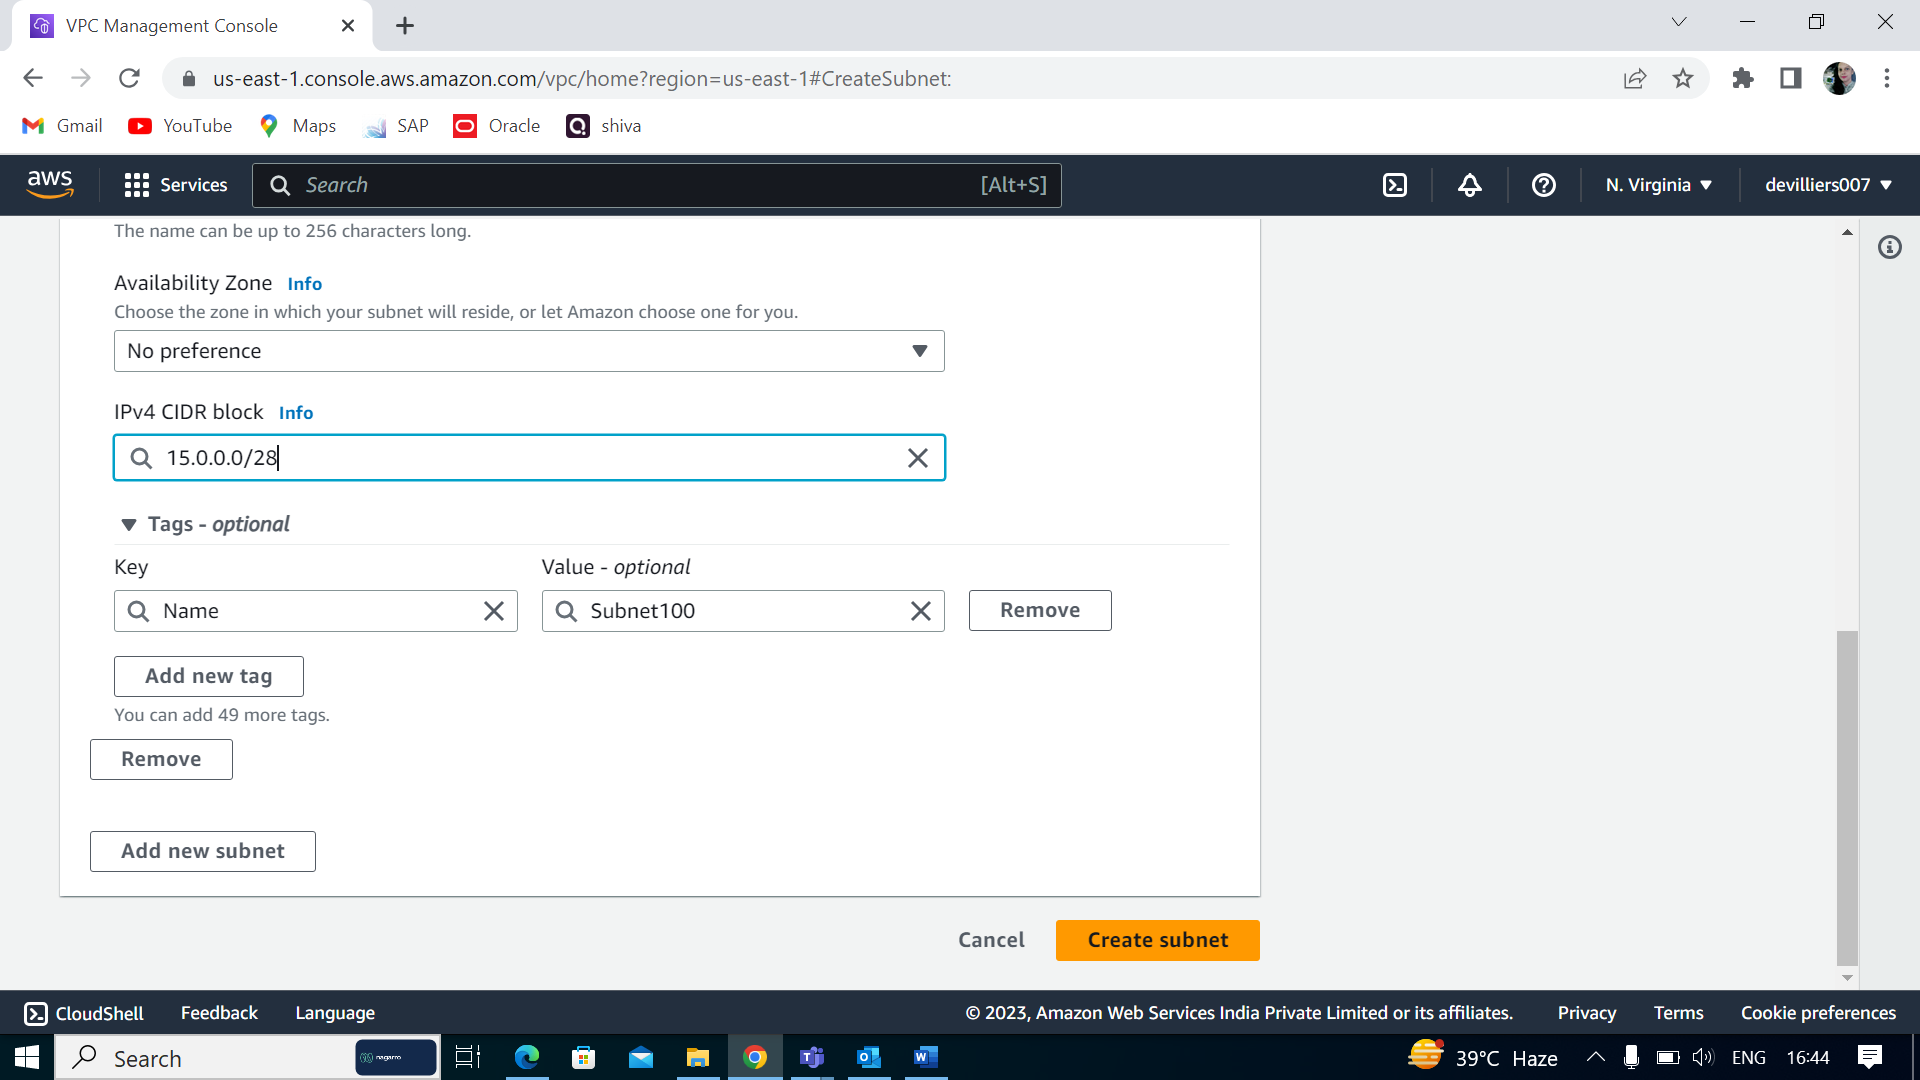 VPC Management Console
us-east-1.console.aws.amazon.com/vpc/home?region=us-east-1#CreateSubnet:
Gmail YouTube Maps SAP Oracle shiva
aws Services Search [Alt+S] N. Virginia devilliers007
The name can be up to 256 characters long.
Availability Zone Info
Choose the zone in which your subnet will reside, or let Amazon choose one for you.
No preference
IPv4 CIDR block Info
15.0.0.0/28
Tags - optional
Key Value - optional
Name Subnet100 Remove
Add new tag
You can add 49 more tags.
Remove
Add new subnet
Cancel Create subnet
CloudShell Feedback Language © 2023, Amazon Web Services India Private Limited or its affiliates. Privacy Terms Cookie preferences
Search nagarro 39°C Haze ENG 16:44